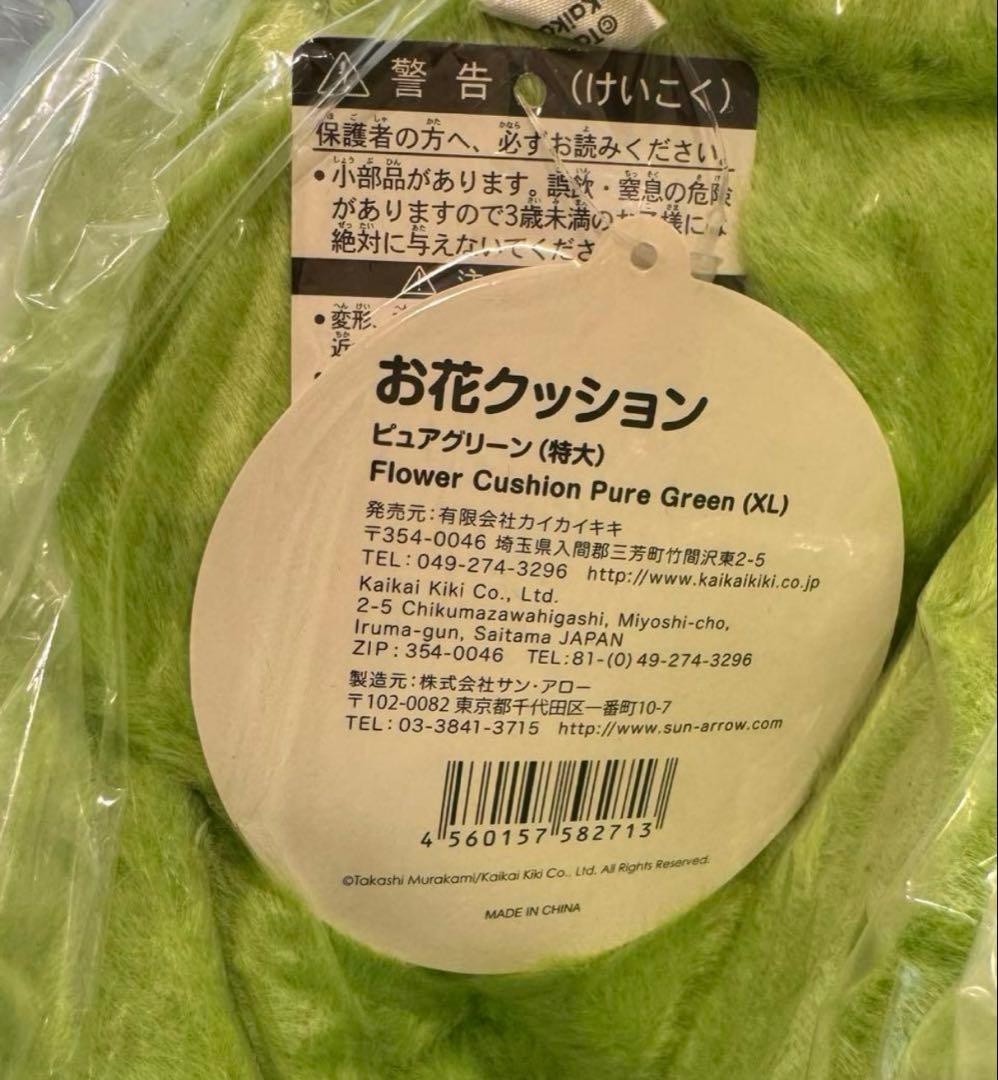 警告 (けいこく)
保護者の方へ、必ずお読みください。
•小部品があります。誤飲・窒息の危険
がありますので3歳未満のお子様には
絶対に与えないでくださ
変形、
近
お花クッション
ピュアグリーン(特大)
Flower Cushion Pure Green (XL)
発売元:有限会社カイカイキキ
〒354-0046 埼玉県入間郡三芳町竹間沢東2-5
TEL:049-274-3296 http://www.kaikaikiki.co.jp
Kaikai Kiki Co., Ltd.
2-5 Chikumazawahigashi, Miyoshi-cho,
Iruma-gun, Saitama JAPAN
ZIP:354-0046 TEL:81-(0)49-274-3296
製造元:株式会社サン・アロー
〒102-0082 東京都千代田区一番町10-7
TEL:03-3841-3715 http://www.sun-arrow.com
4 560157 582713
©Takashi Murakami/Kaikai Kiki Co., Ltd. All Rights Reserved.
MADE IN CHINA